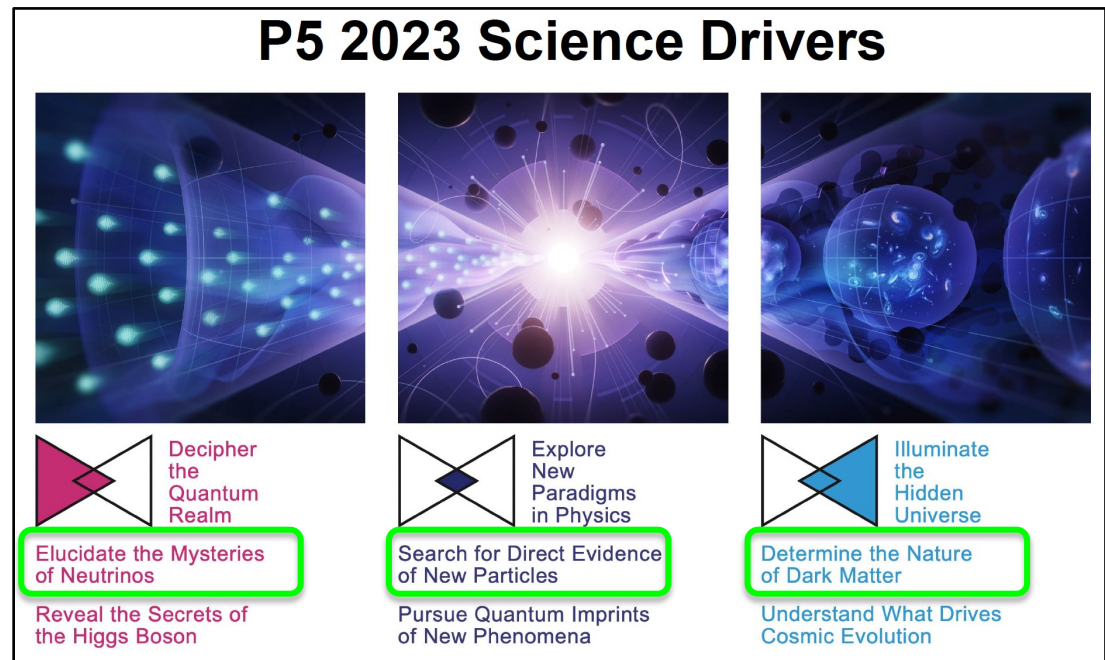 P5 2023 Science Drivers
Decipher
the
Quantum
Realm
Elucidate the Mysteries
of Neutrinos
Reveal the Secrets of
the Higgs Boson
Explore
New
Paradigms
in Physics
Search for Direct Evidence
of New Particles
Pursue Quantum Imprints
of New Phenomena
Illuminate
the
Hidden
Universe
Determine the Nature
of Dark Matter
Understand What Drives
Cosmic Evolution